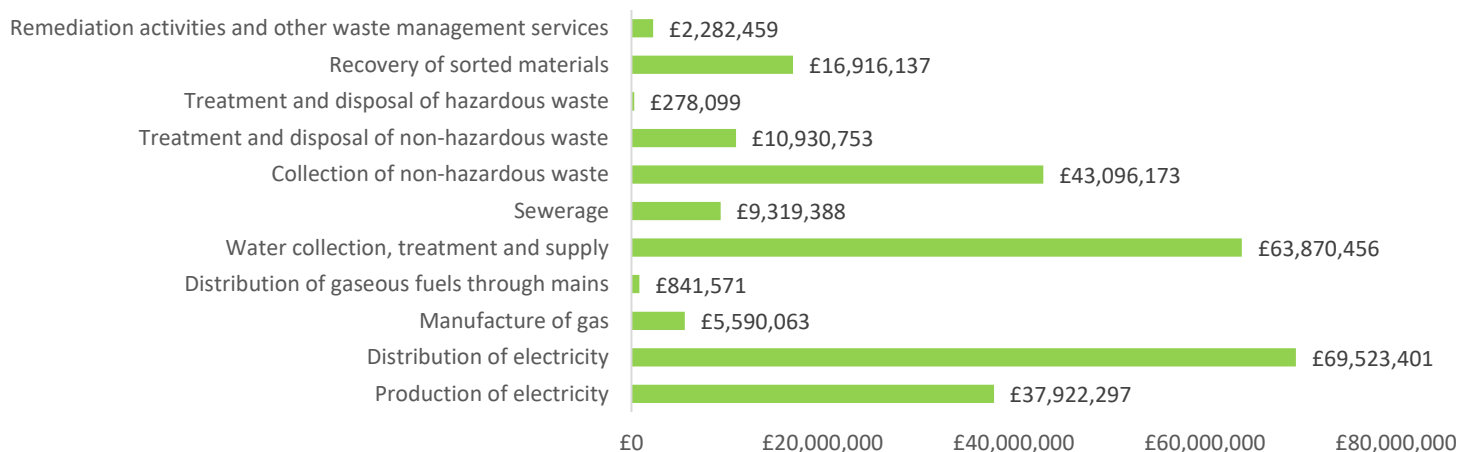 Remediation activities and other waste management services £2,282,459
Recovery of sorted materials £16,916,137
Treatment and disposal of hazardous waste £278,099
Treatment and disposal of non-hazardous waste £10,930,753
Collection of non-hazardous waste £43,096,173
Sewerage £9,319,388
Water collection, treatment and supply £63,870,456
Distribution of gaseous fuels through mains £841,571
Manufacture of gas £5,590,063
Distribution of electricity £69,523,401
Production of electricity £37,922,297
£0 £20,000,000 £40,000,000 £60,000,000 £80,000,000